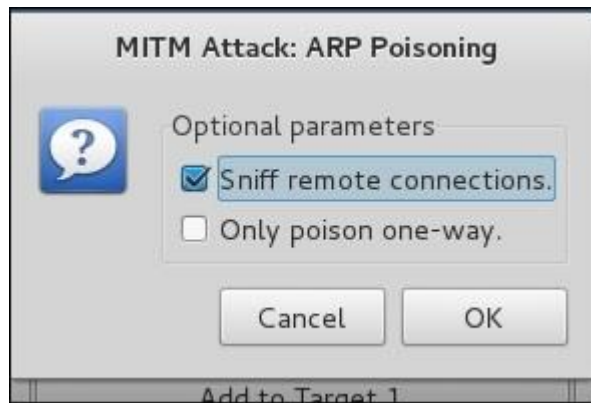 MITM Attack: ARP Poisoning
Optional parameters
Sniff remote connections.
Only poison one-way.
Cancel OK
Add to Target 1